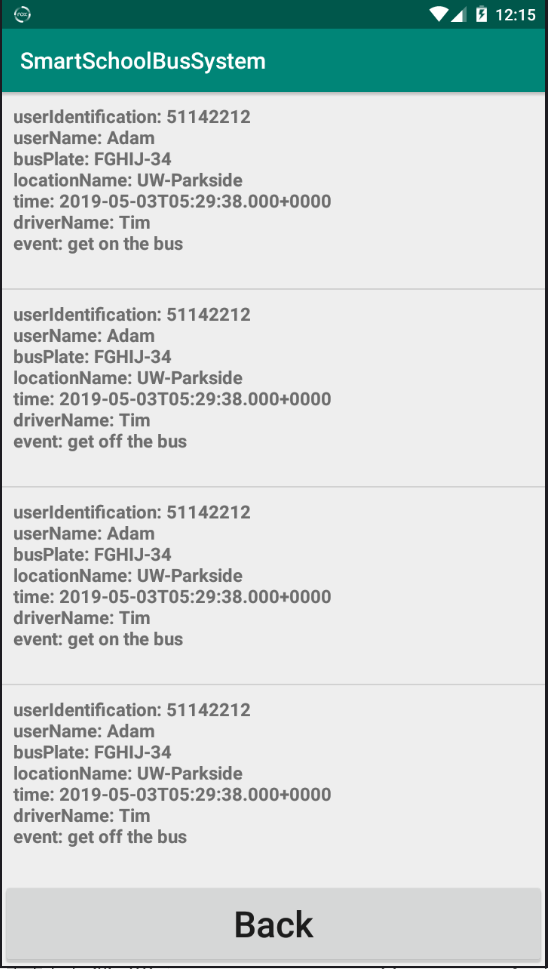 12:15
SmartSchoolBusSystem
userIdentification: 51142212
userName: Adam
busPlate: FGHIJ-34
locationName: UW-Parkside
time: 2019-05-03T05:29:38.000+0000
driverName: Tim
event: get on the bus
userIdentification: 51142212
userName: Adam
busPlate: FGHIJ-34
locationName: UW-Parkside
time: 2019-05-03T05:29:38.000+0000
driverName: Tim
event: get off the bus
userIdentification: 51142212
userName: Adam
busPlate: FGHIJ-34
locationName: UW-Parkside
time: 2019-05-03T05:29:38.000+0000
driverName: Tim
event: get on the bus
userIdentification: 51142212
userName: Adam
busPlate: FGHIJ-34
locationName: UW-Parkside
time: 2019-05-03T05:29:38.000+0000
driverName: Tim
event: get off the bus
Back